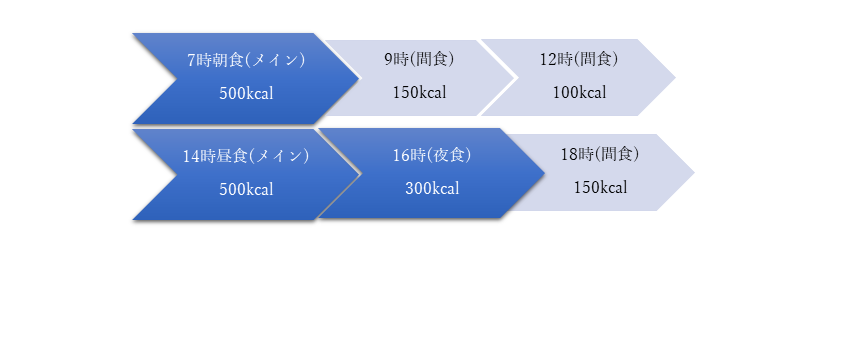 7時朝食(メイン)
500kcal
9時(間食)
150kcal
12時(間食)
100kcal
14時昼食(メイン)
500kcal
16時(夜食)
300kcal
18時(間食)
150kcal